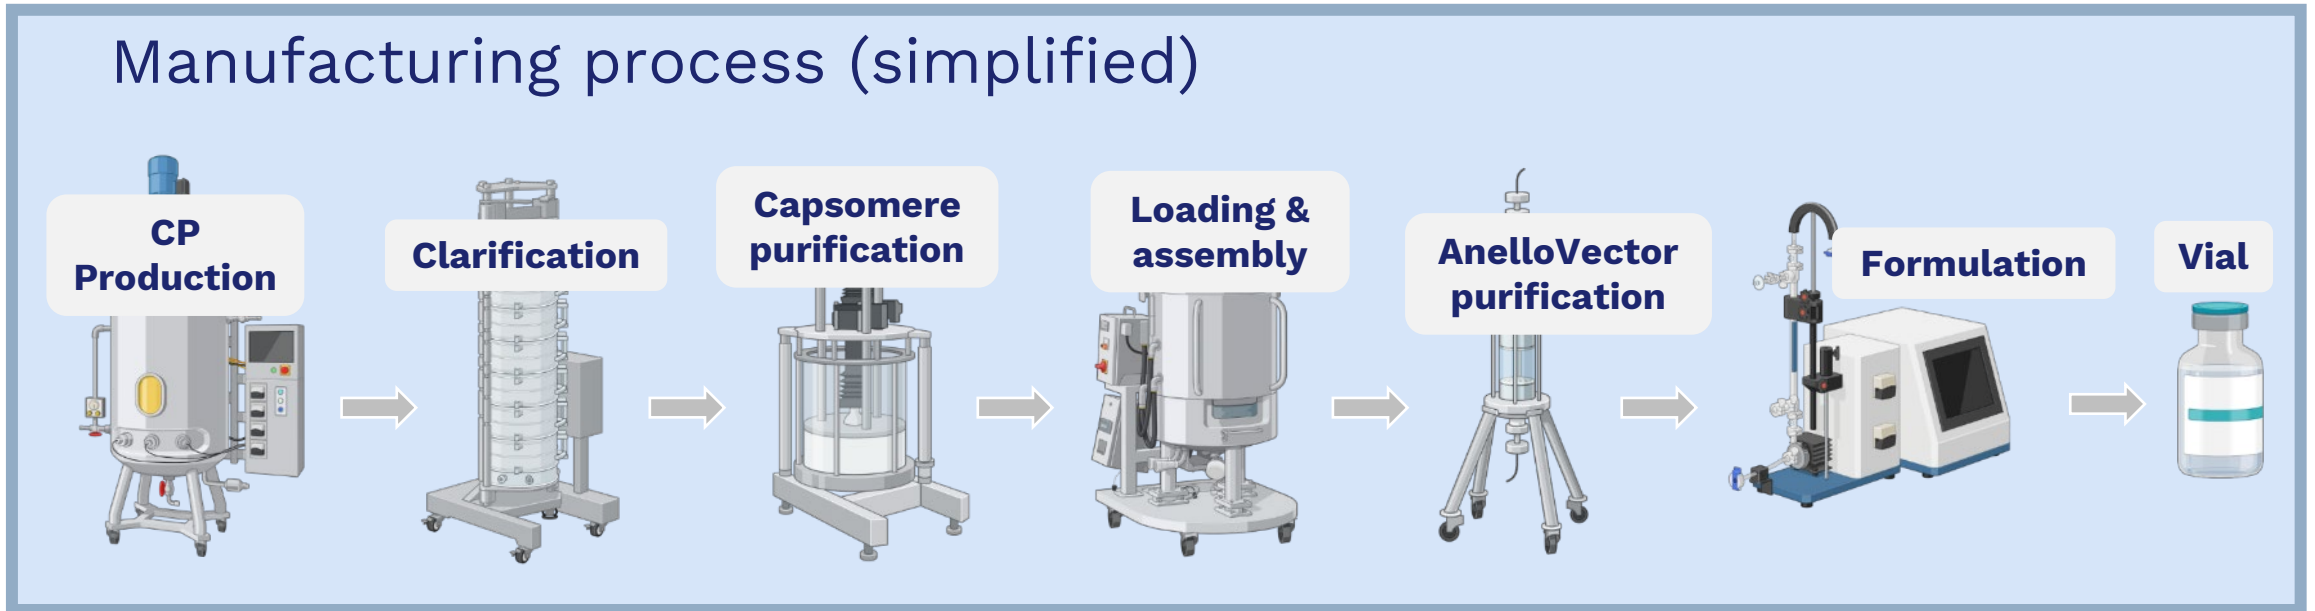 Manufacturing process (simplified)
CP
Production
Clarification
Capsomere
purification
Loading &
assembly
AnelloVector
purification
Formulation
Vial